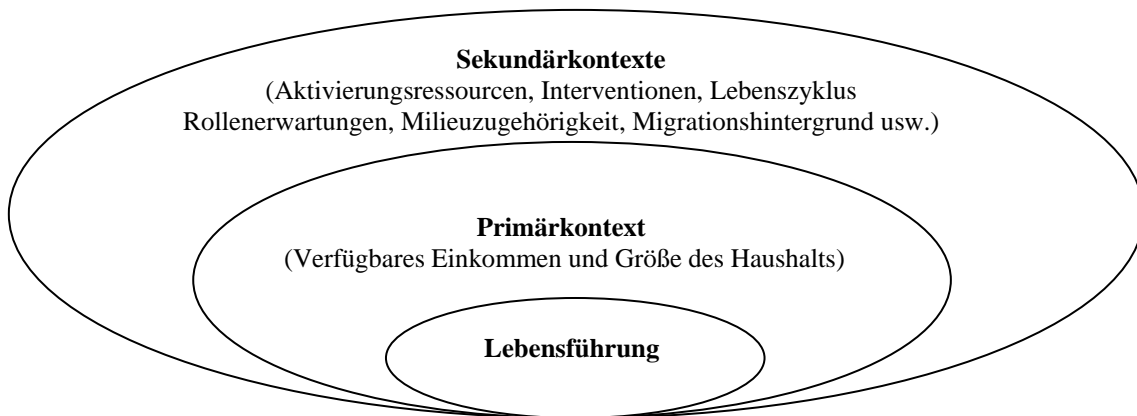 Sekundärkontexte
(Aktivierungsressourcen, Interventionen, Lebenszyklus
Rollenerwartungen, Milieuzugehörigkeit, Migrationshintergrund usw.)
Primärkontext
(Verfügbares Einkommen und Größe des Haushalts)
Lebensführung